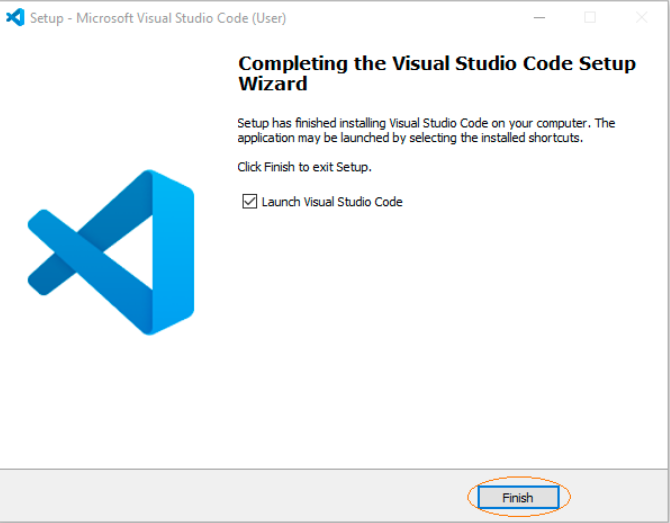 Setup - Microsoft Visual Studio Code (User)
Completing the Visual Studio Code Setup
Wizard
Setup has finished installing Visual Studio Code on your computer. The
application may be launched by selecting the installed shortcuts.
Click Finish to exit Setup.
Launch Visual Studio Code
Finish